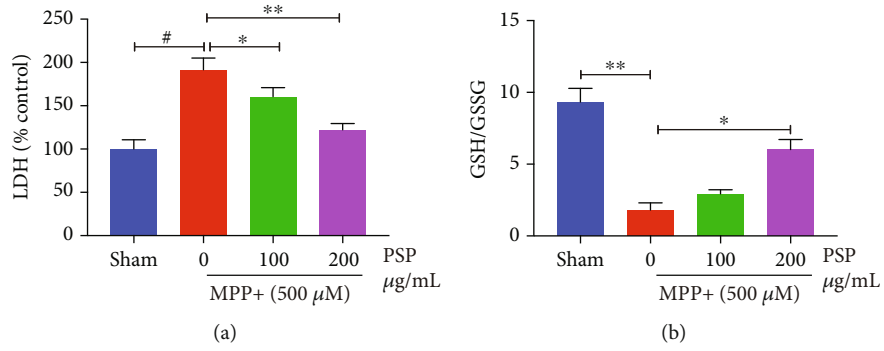 250
200
150
100
50
0
LDH (% control)
#
*
**
Sham
0
100
200
PSP
µg/mL
MPP+ (500 µM)
(a)
15
10
5
0
GSH/GSSG
**
*
Sham
0
100
200
PSP
µg/mL
MPP+ (500 µM)
(b)